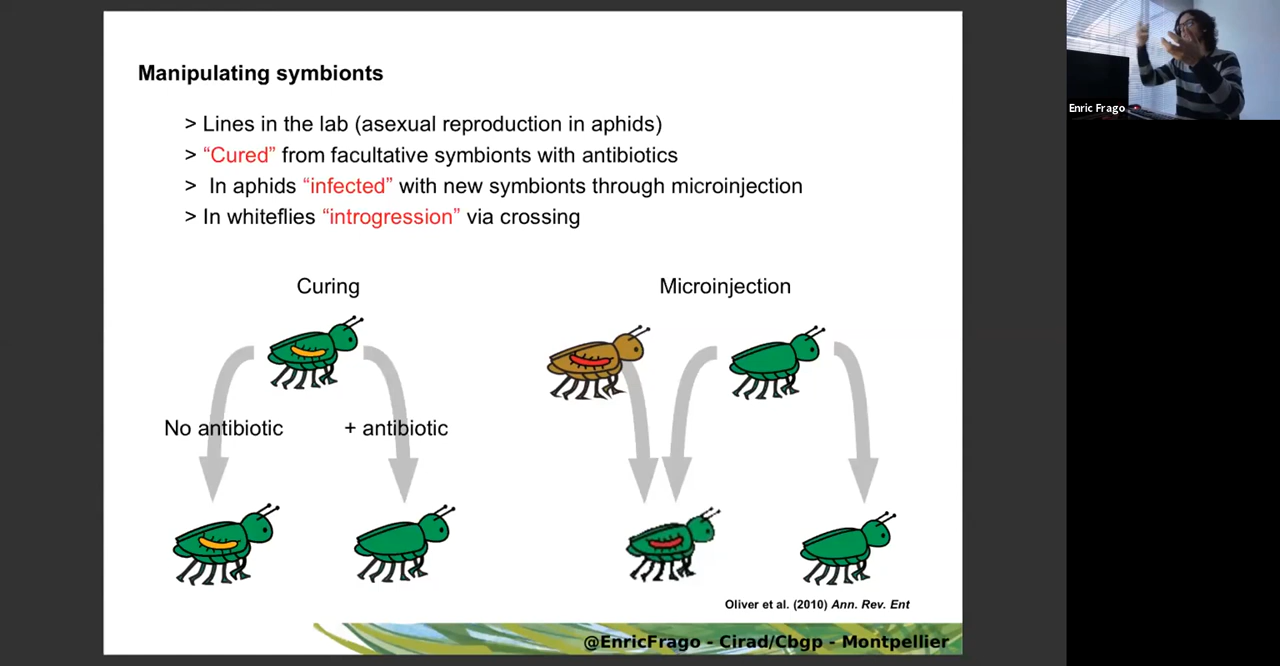 Manipulating symbionts
> Lines in the lab (asexual reproduction in aphids)
> “Cured” from facultative symbionts with antibiotics
> In aphids “infected” with new symbionts through microinjection
> In whiteflies “introgression” via crossing
Curing
Microinjection
No antibiotic
+ antibiotic
Oliver et al. (2010) Ann. Rev. Ent
@EnricFrago - Cirad/Cbgp - Montpellier
Enric Frago